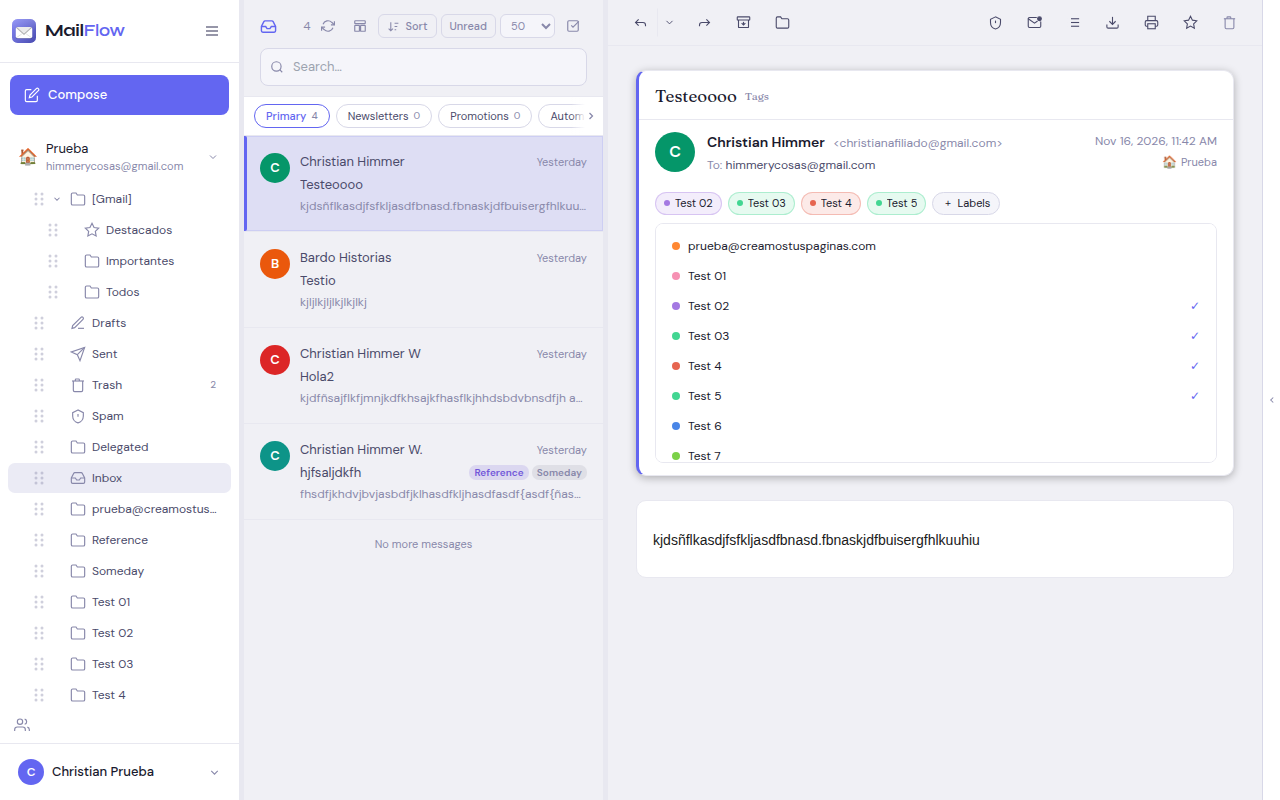 MailFlow
Compose
Prueba
himmerycosas@gmail.com
[Gmail]
Destacados
Importantes
Todos
Drafts
Sent
Trash 2
Spam
Delegated
Inbox
prueba@creamostus...
Reference
Someday
Test 01
Test 02
Test 03
Test 4
C Christian Prueba
4 Sort Unread 50
Search...
Primary 4 Newsletters 0 Promotions 0 Autom
C Christian Himmer Yesterday
Testeoooo
kjdsñflkasdjfsfkljasdfbnasd.fbnaskjdfbuisergfhlkuu...
B Bardo Historias Yesterday
Testio
kjljlkjljlkjlkjlkj
C Christian Himmer W Yesterday
Hola2
kjdfñsajflkfjmnjkdfkhsajkfhasflkjhhdsbdvbnsdfjh a...
C Christian Himmer W. Yesterday
hjfsaljdkfh Reference Someday
fhsdfjkhdvjbvjasbdfjklhasdfkljhasdfasdf{asdf{ñas...
No more messages
Testeoooo Tags
C Christian Himmer <christianafiliado@gmail.com> Nov 16, 2026, 11:42 AM
To: himmerycosas@gmail.com Prueba
Test 02 Test 03 Test 4 Test 5 + Labels
prueba@creamostuspaginas.com
Test 01
Test 02 ✓
Test 03 ✓
Test 4 ✓
Test 5 ✓
Test 6
Test 7
kjdsñflkasdjfsfkljasdfbnasd.fbnaskjdfbuisergfhlkuuhiu